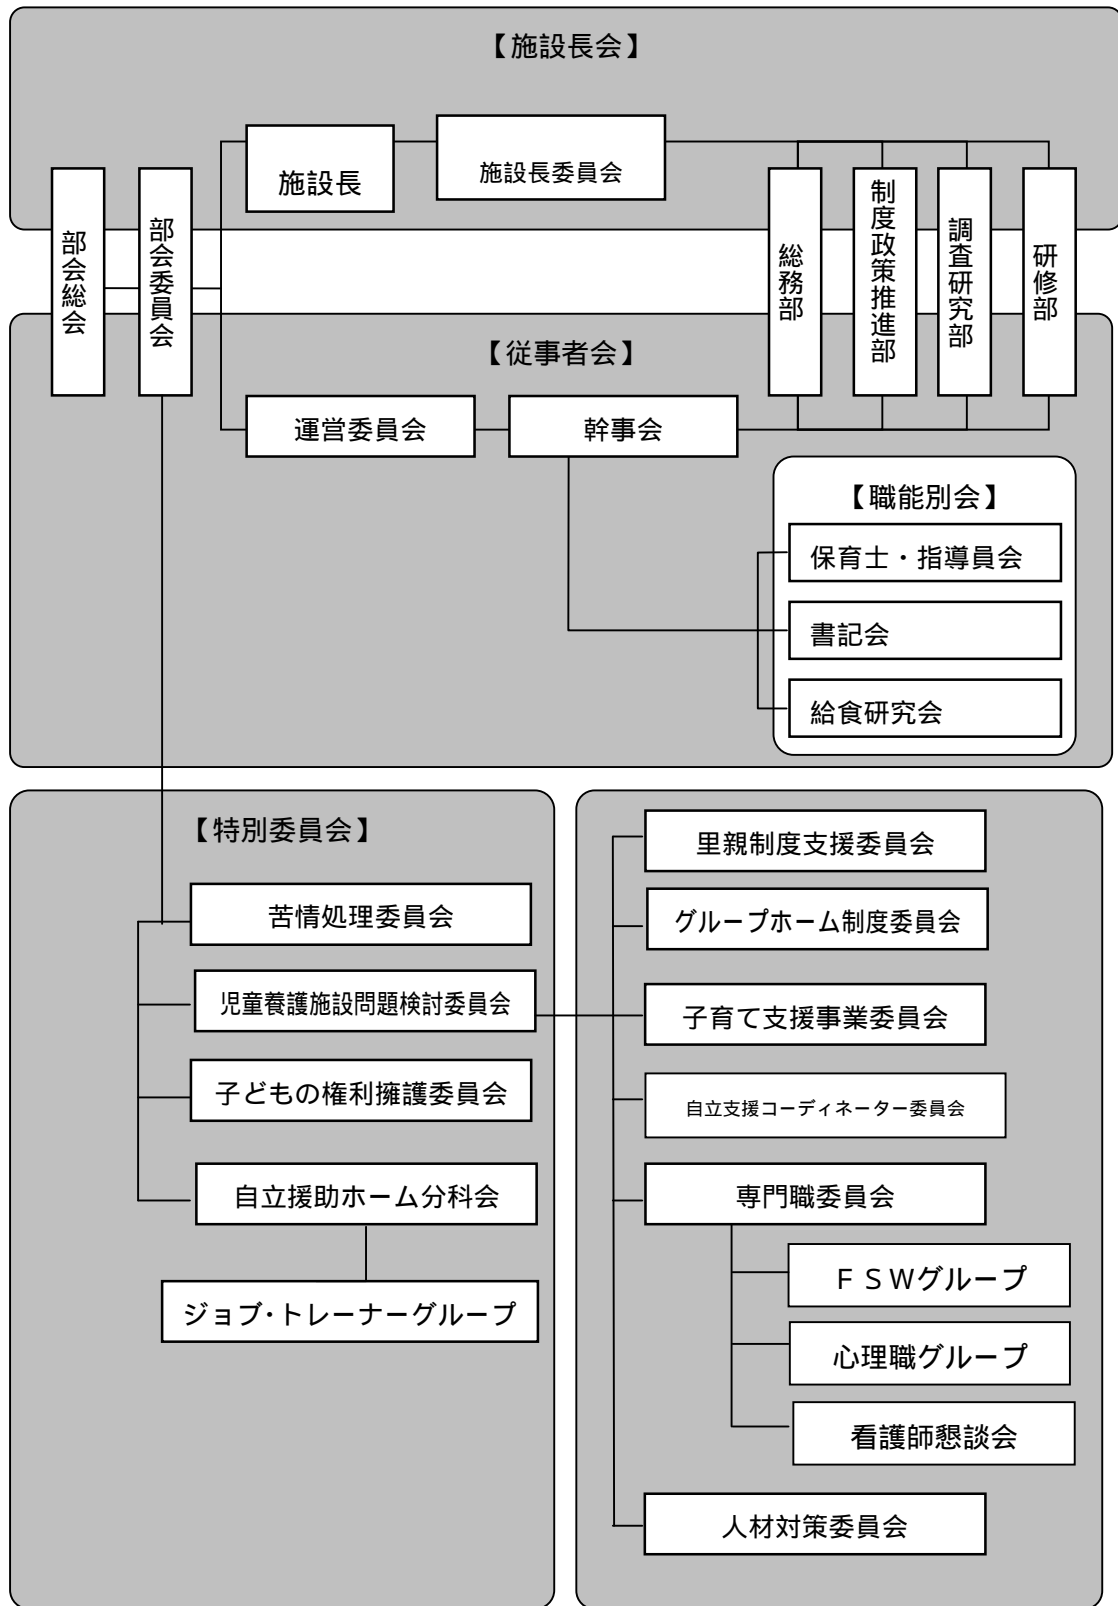 【施設長会】
施設長
施設長委員会
部会総会
部会委員会
総務部
制度政策推進部
調査研究部
研修部
【従事者会】
運営委員会
幹事会
【職能別会】
保育士・指導員会
書記会
給食研究会
【特別委員会】
苦情処理委員会
児童養護施設問題検討委員会
子どもの権利擁護委員会
自立援助ホーム分科会
ジョブ・トレーナーグループ
里親制度支援委員会
グループホーム制度委員会
子育て支援事業委員会
自立支援コーディネーター委員会
専門職委員会
ＦＳＷグループ
心理職グループ
看護師懇談会
人材対策委員会